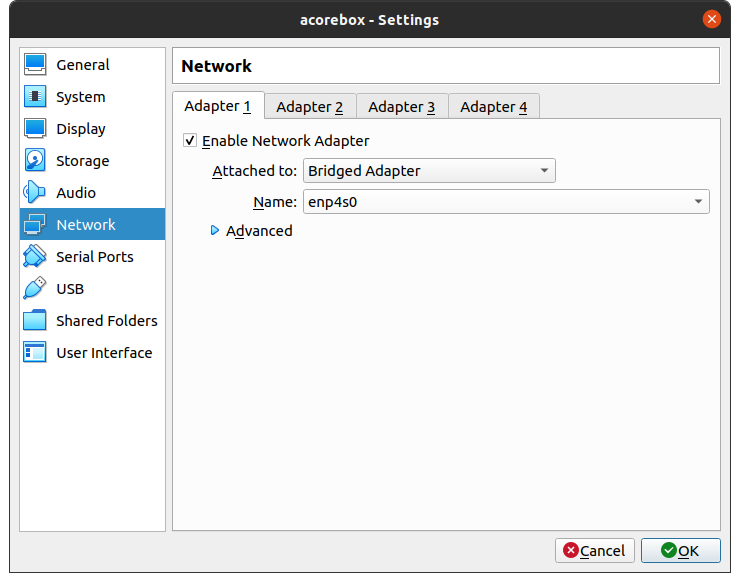 acorebox - Settings
General
System
Display
Storage
Audio
Network
Serial Ports
USB
Shared Folders
User Interface
Network
Adapter 1 Adapter 2 Adapter 3 Adapter 4
Enable Network Adapter
Attached to: Bridged Adapter
Name: enp4s0
Advanced
Cancel OK